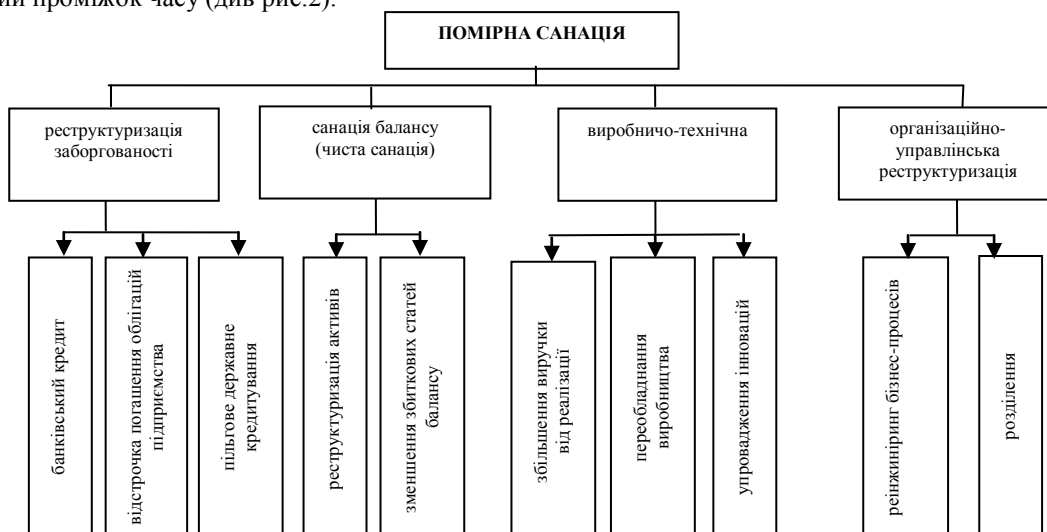 ий проміжок часу (див рис.2).
ПОМІРНА САНАЦІЯ
реструктуризація
заборгованості
санація балансу
(чиста санація)
виробничо-технічна
організаційно-
управлінська
реструктуризація
банківський кредит
відстрочка погашення облігацій
підприємства
пільгове державне
кредитування
реструктуризація активів
зменшення збиткових статей
балансу
збільшення виручки
від реалізації
переобладнання
виробництва
упровадження інновацій
реінжиніринг бізнес-процесів
розділення